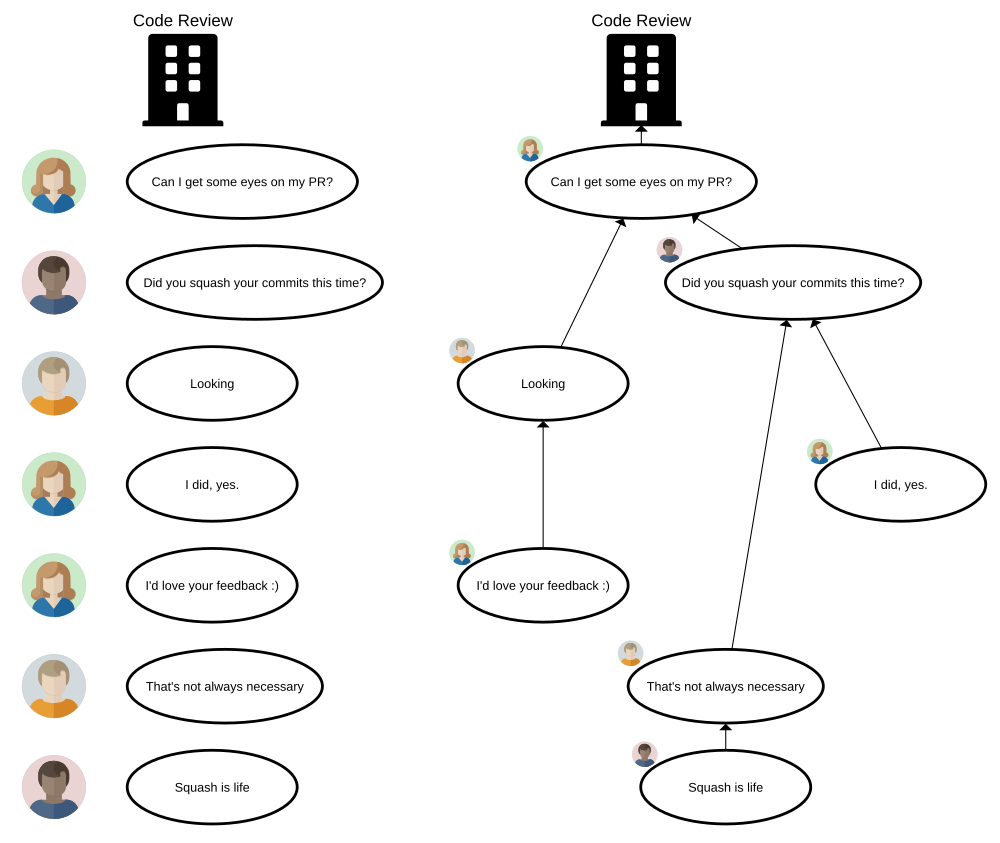 Code Review
Can I get some eyes on my PR?
Did you squash your commits this time?
Looking
I did, yes.
I'd love your feedback :)
That's not always necessary
Squash is life
Code Review
Can I get some eyes on my PR?
Did you squash your commits this time?
Looking
I did, yes.
I'd love your feedback :)
That's not always necessary
Squash is life